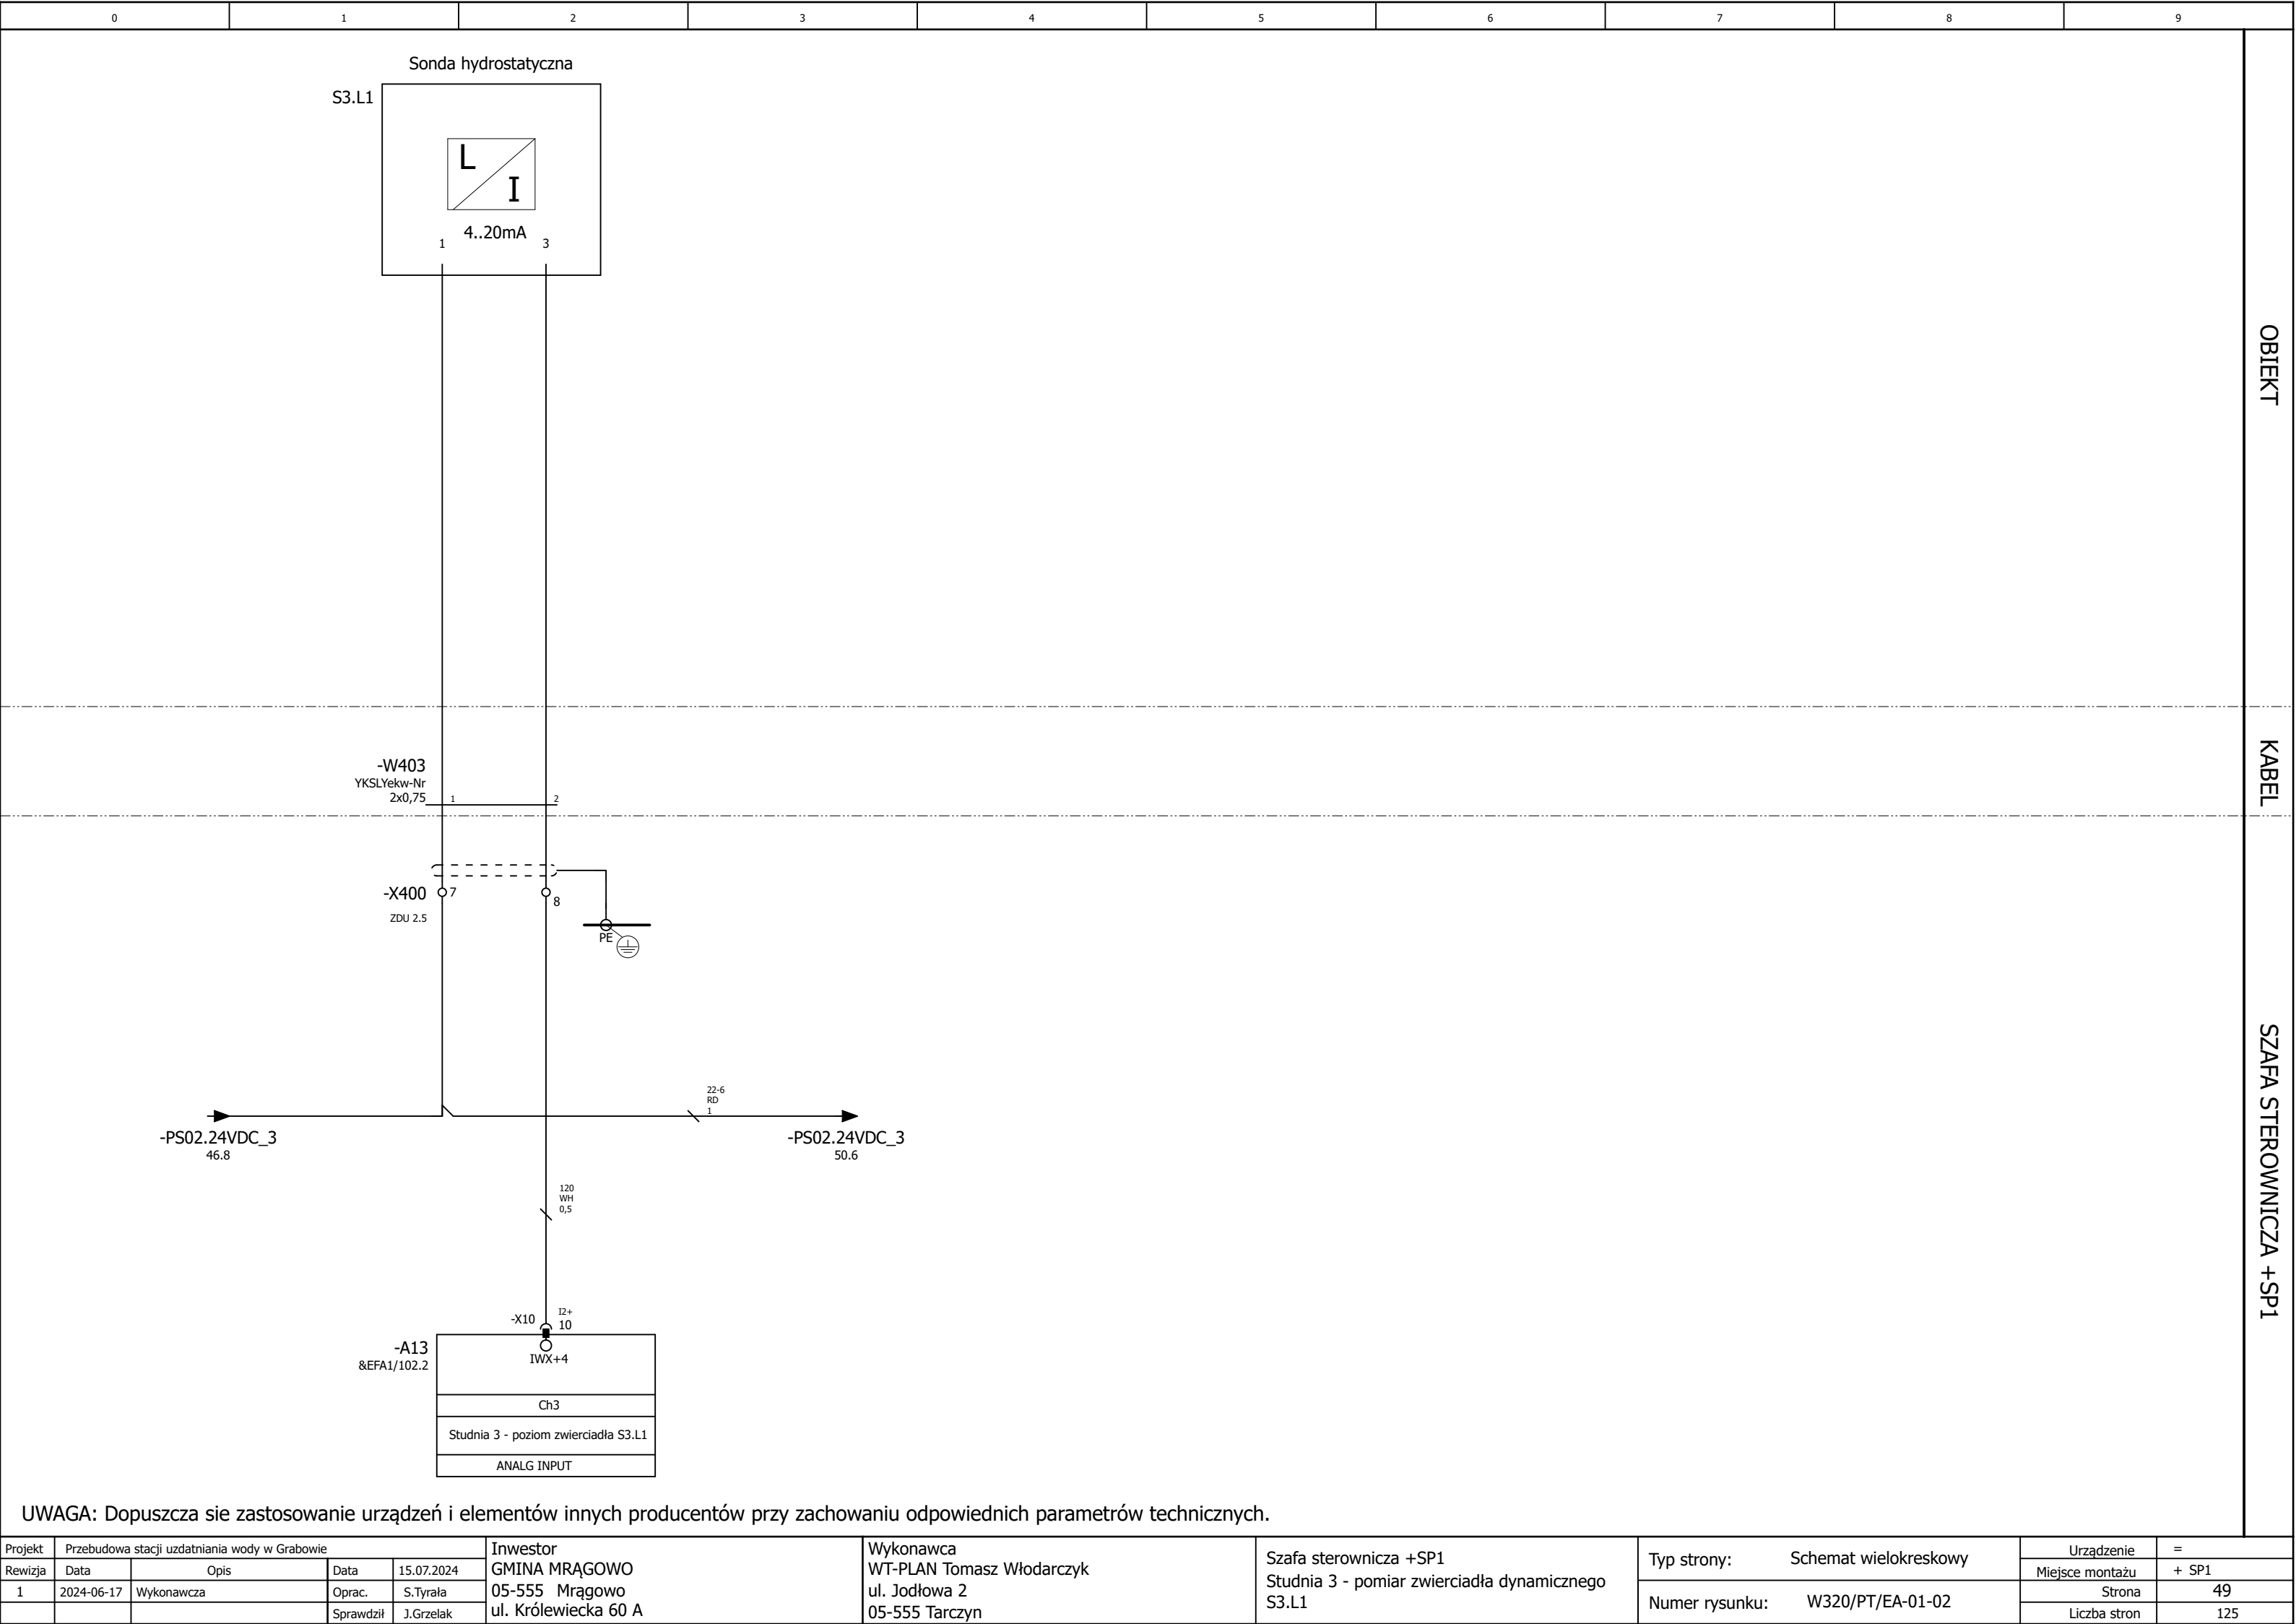 0 1 2 3 4 5 6 7 8 9
Sonda hydrostatyczna
S3.L1
L
I
4..20mA
1 3
OBIEKT
-W403
YKSLYekw-Nr
2x0,75
1 2
KABEL
-X400
7
8
ZDU 2.5
PE
22-6
RD
1
-PS02.24VDC_3
46.8
-PS02.24VDC_3
50.6
120
WH
0,5
SZAFA STEROWNICZA +SP1
-X10
I2+
10
-A13
&EFA1/102.2
IWX+4
Ch3
Studnia 3 - poziom zwierciadła S3.L1
ANALG INPUT
UWAGA: Dopuszcza sie zastosowanie urządzeń i elementów innych producentów przy zachowaniu odpowiednich parametrów technicznych.
Projekt Przebudowa stacji uzdatniania wody w Grabowie
Rewizja Data Opis Data 15.07.2024
1 2024-06-17 Wykonawcza Oprac. S.Tyrała
Sprawdził J.Grzelak
Inwestor
GMINA MRĄGOWO
05-555 Mrągowo
ul. Królewiecka 60 A
Wykonawca
WT-PLAN Tomasz Włodarczyk
ul. Jodłowa 2
05-555 Tarczyn
Szafa sterownicza +SP1
Studnia 3 - pomiar zwierciadła dynamicznego
S3.L1
Typ strony: Schemat wielokreskowy
Numer rysunku: W320/PT/EA-01-02
Urządzenie =
Miejsce montażu + SP1
Strona 49
Liczba stron 125